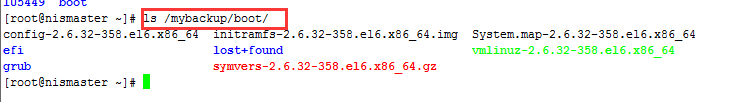 105449  boot
[root@nismaster ~]# ls /mybackup/boot/
config-2.6.32-358.el6.x86_64  initramfs-2.6.32-358.el6.x86_64.img  System.map-2.6.32-358.el6.x86_64
efi  lost+found  vmlinuz-2.6.32-358.el6.x86_64
grub  symvers-2.6.32-358.el6.x86_64.gz
[root@nismaster ~]#